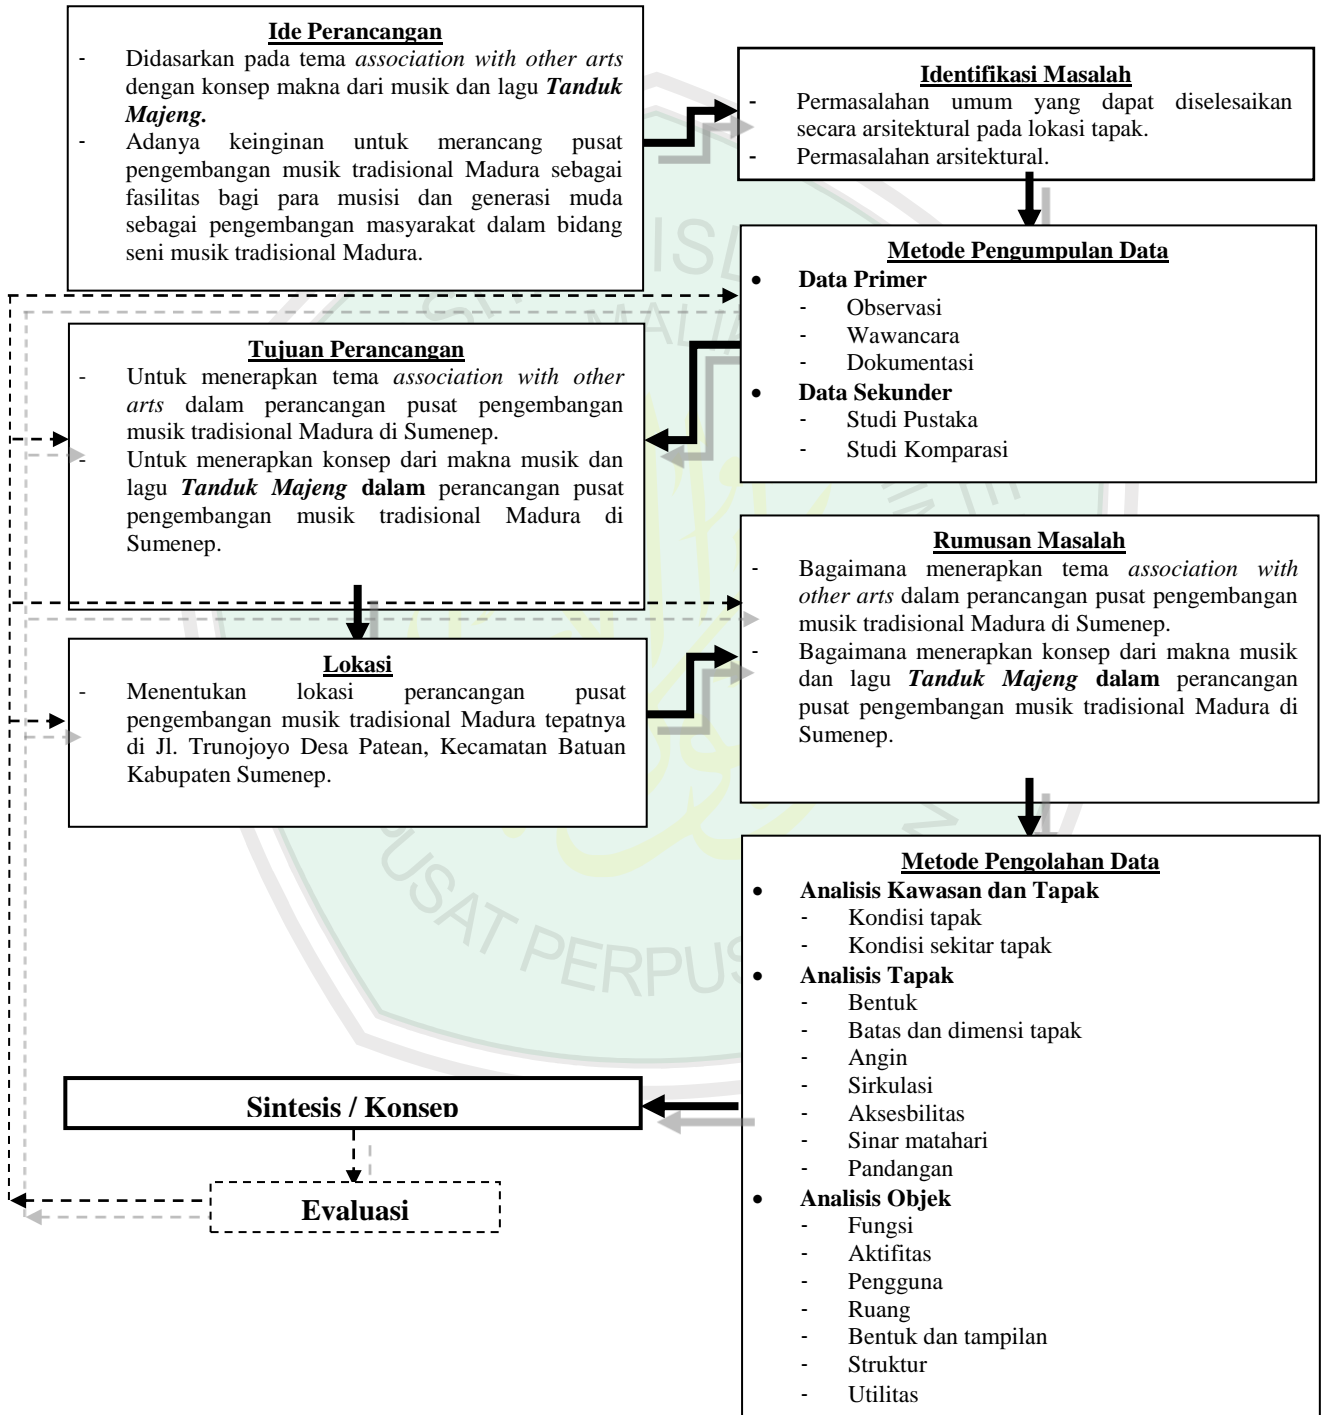 Ide Perancangan
- Didasarkan pada tema association with other arts
dengan konsep makna dari musik dan lagu Tanduk
Majeng.
- Adanya keinginan untuk merancang pusat
pengembangan musik tradisional Madura sebagai
fasilitas bagi para musisi dan generasi muda
sebagai pengembangan masyarakat dalam bidang
seni musik tradisional Madura.
Identifikasi Masalah
- Permasalahan umum yang dapat diselesaikan
secara arsitektural pada lokasi tapak.
- Permasalahan arsitektural.
Metode Pengumpulan Data
• Data Primer
- Observasi
- Wawancara
- Dokumentasi
• Data Sekunder
- Studi Pustaka
- Studi Komparasi
Tujuan Perancangan
- Untuk menerapkan tema association with other
arts dalam perancangan pusat pengembangan
musik tradisional Madura di Sumenep.
- Untuk menerapkan konsep dari makna musik dan
lagu Tanduk Majeng dalam perancangan pusat
pengembangan musik tradisional Madura di
Sumenep.
Lokasi
- Menentukan lokasi perancangan pusat
pengembangan musik tradisional Madura tepatnya
di Jl. Trunojoyo Desa Patean, Kecamatan Batuan
Kabupaten Sumenep.
Rumusan Masalah
- Bagaimana menerapkan tema association with
other arts dalam perancangan pusat pengembangan
musik tradisional Madura di Sumenep.
- Bagaimana menerapkan konsep dari makna musik
dan lagu Tanduk Majeng dalam perancangan
pusat pengembangan musik tradisional Madura di
Sumenep.
Metode Pengolahan Data
• Analisis Kawasan dan Tapak
- Kondisi tapak
- Kondisi sekitar tapak
• Analisis Tapak
- Bentuk
- Batas dan dimensi tapak
- Angin
- Sirkulasi
- Aksesbilitas
- Sinar matahari
- Pandangan
• Analisis Objek
- Fungsi
- Aktifitas
- Pengguna
- Ruang
- Bentuk dan tampilan
- Struktur
- Utilitas
Sintesis / Konsep
Evaluasi